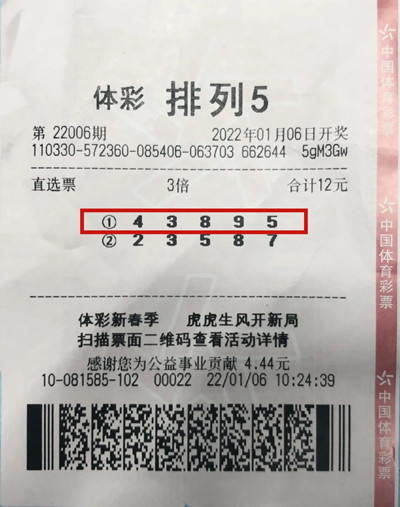 体彩 排列5
第 22006期 2022年01月06日开奖
110330-572360-085406-063703 662644 5gM3Gw
直选票 3倍 合计12元
① 4 3 8 9 5
② 2 3 5 8 7
体彩新春季 虎虎生风开新局
扫描票面二维码查看活动详情
感谢您为公益事业贡献 4.44元
10-081585-102 00022 22/01/06 10:24:39
中国体育彩票
中国体育彩票
中国体育彩票